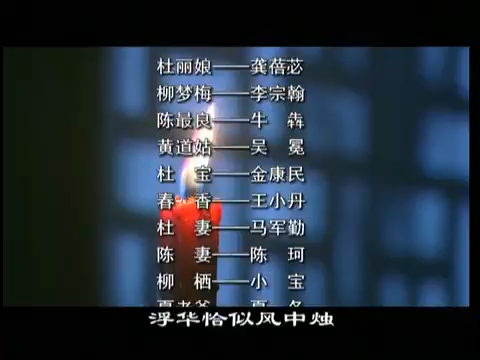 杜丽娘——龚蓓苾
柳梦梅——李宗翰
陈最良——牛犇
黄道姑——吴冕
杜宝——金康民
春香——王小丹
杜妻——马军勤
陈妻——陈珂
柳栖——小宝
浮华恰似风中烛